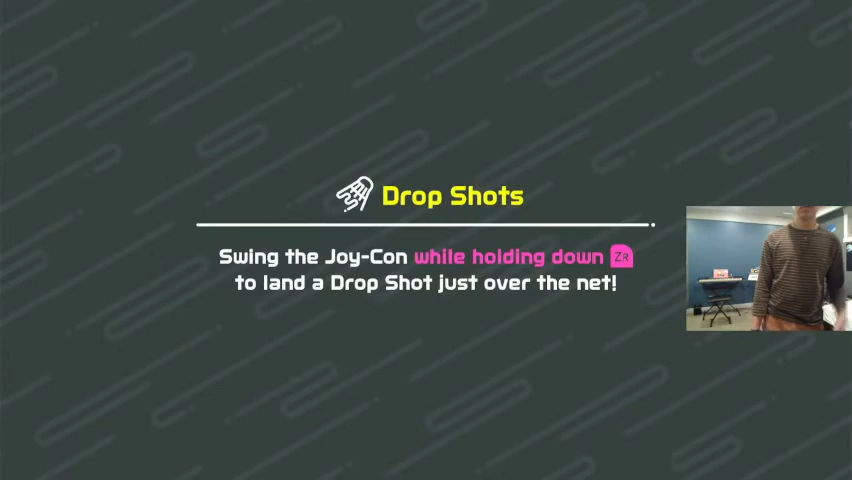 Drop Shots
Swing the Joy-Con while holding down ZR
to land a Drop Shot just over the net!